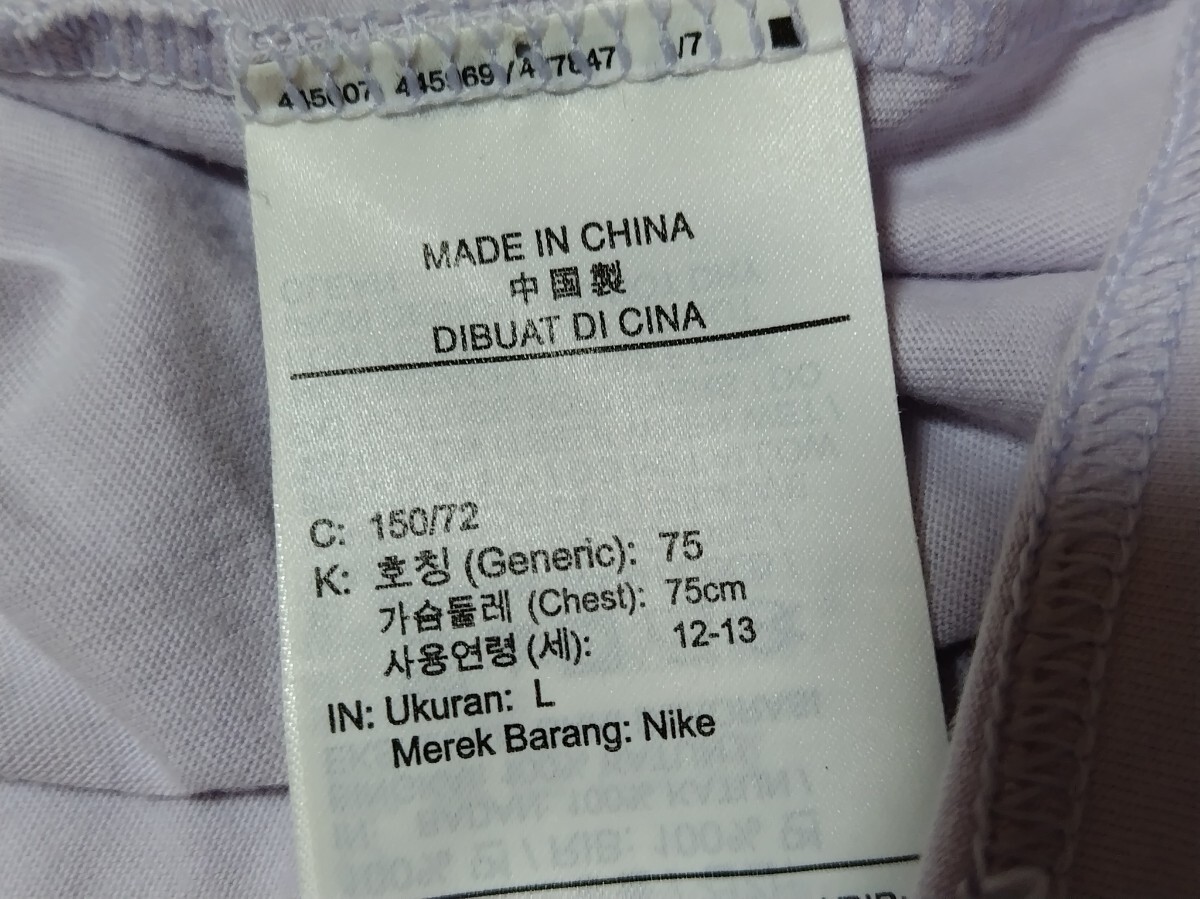 MADE IN CHINA
中国製
DIBUAT DI CINA
C: 150/72
K: 호칭 (Generic): 75
가슴둘레 (Chest): 75cm
사용연령 (세): 12-13
IN: Ukuran: L
Merek Barang: Nike